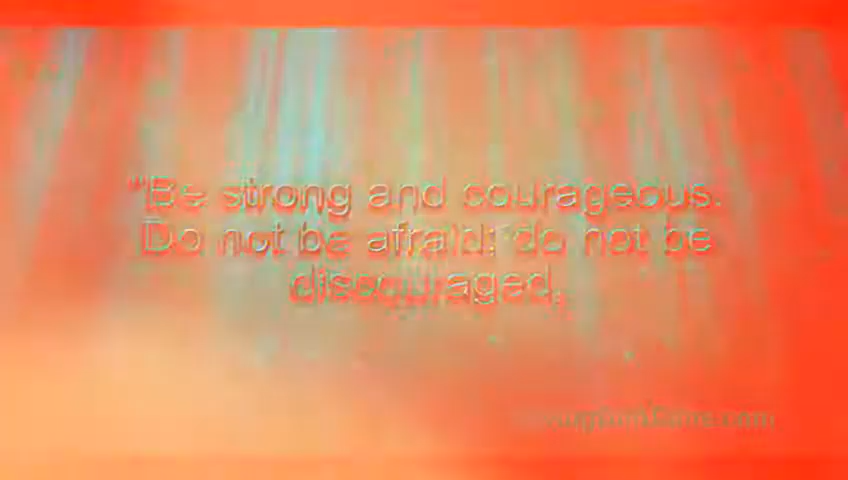 "Be strong and courageous.
Do not be afraid; do not be
discouraged,